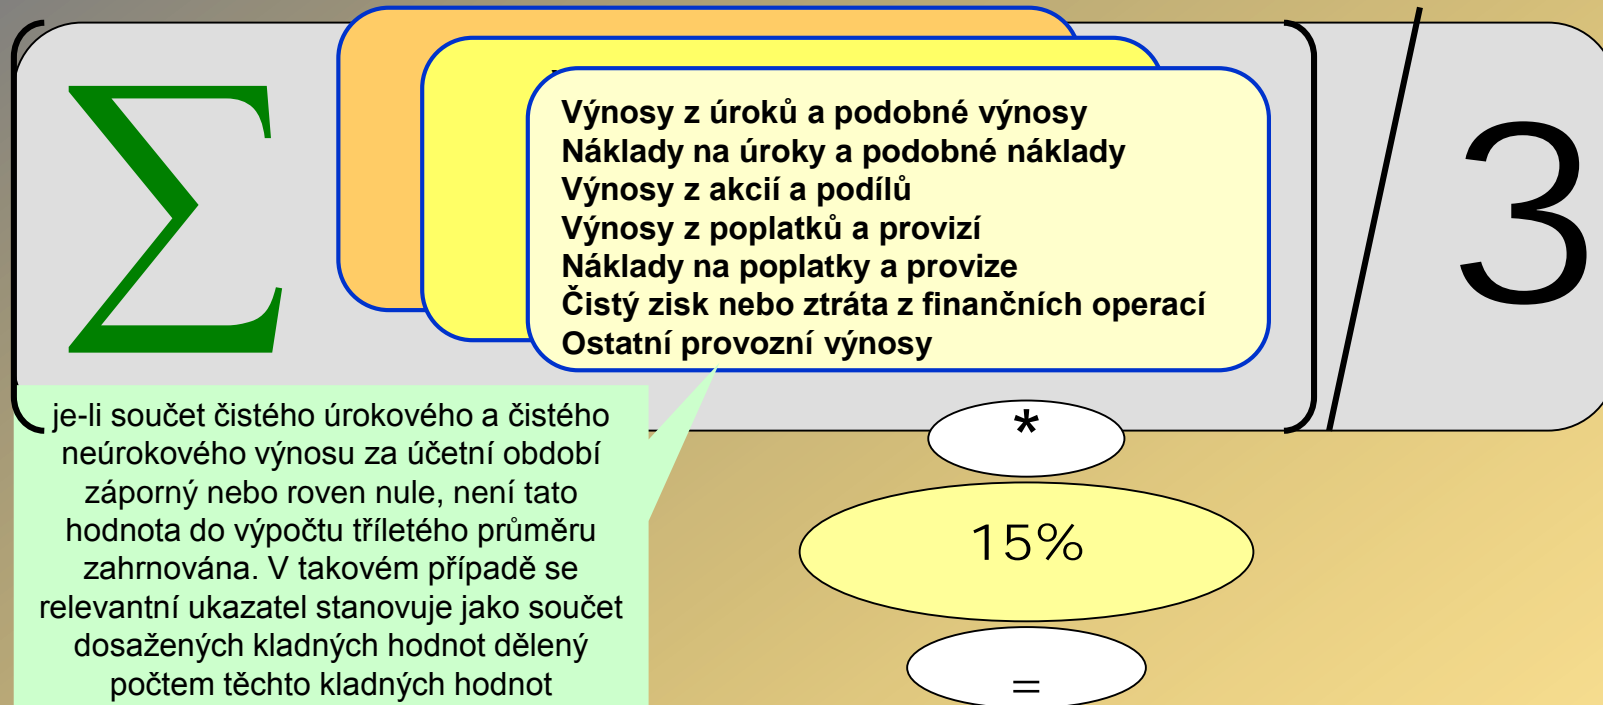 ∑
Výnosy z úroků a podobné výnosy
Náklady na úroky a podobné náklady
Výnosy z akcií a podílů
Výnosy z poplatků a provizí
Náklady na poplatky a provize
Čistý zisk nebo ztráta z finančních operací
Ostatní provozní výnosy
/ 3
je-li součet čistého úrokového a čistého
neúrokového výnosu za účetní období
záporný nebo roven nule, není tato
hodnota do výpočtu tříletého průměru
zahrnována. V takovém případě se
relevantní ukazatel stanovuje jako součet
dosažených kladných hodnot dělený
počtem těchto kladných hodnot
*
15%
=